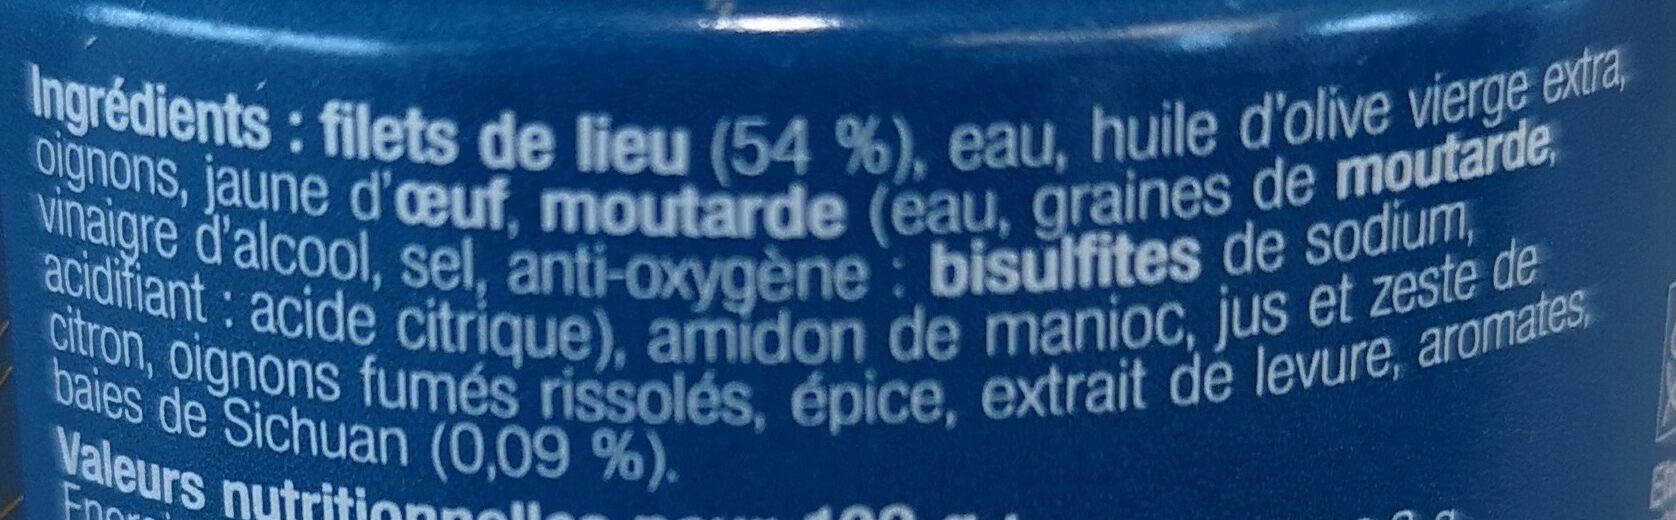 Ingrédients : filets de lieu (54 %), eau, huile d'olive vierge extra,
oignons, jaune d'œuf, moutarde (eau, graines de moutarde,
vinaigre d'alcool, sel, anti-oxygène : bisulfites de sodium,
acidifiant : acide citrique), amidon de manioc, jus et zeste de
citron, oignons fumés rissolés, épice, extrait de levure, aromates,
baies de Sichuan (0,09 %).
Valeurs nutritionnelles pour 100 g :